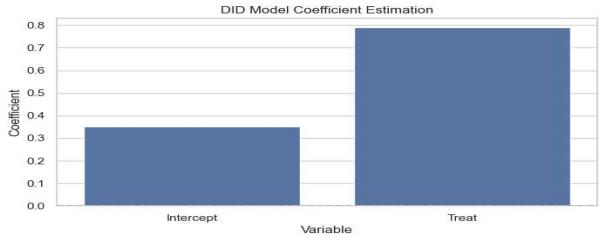 DID Model Coefficient Estimation
Coefficient
0.8
0.7
0.6
0.5
0.4
0.3
0.2
0.1
0.0
Intercept
Treat
Variable